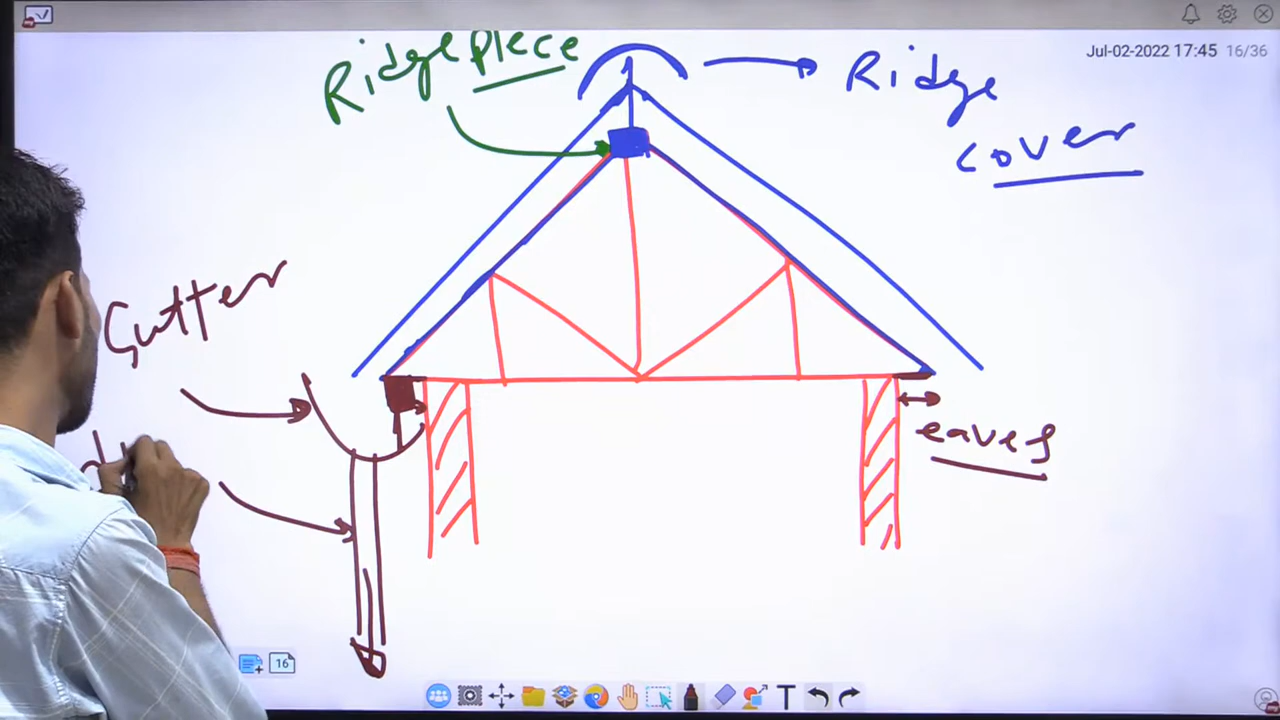 Jul-02-2022 17:45 16/36
Ridge piece
Ridge
cover
Gutter
eaves
16
T